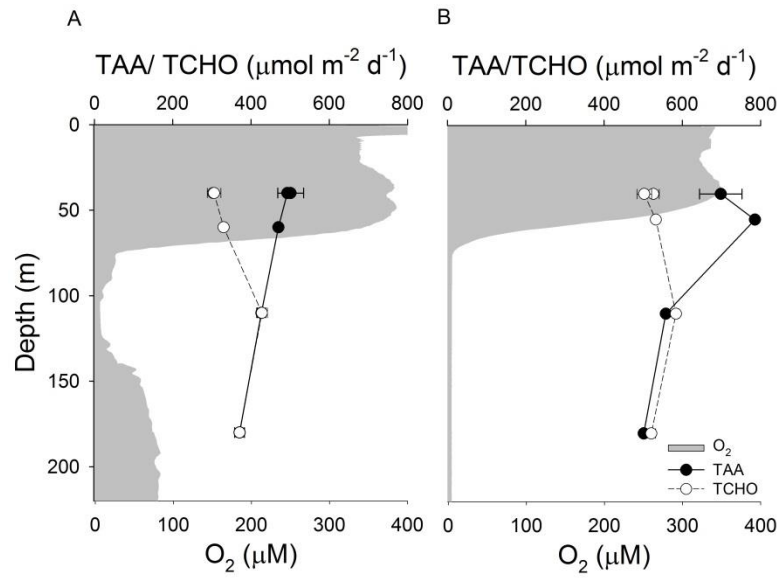 A
B
TAA/ TCHO (μmol m⁻² d⁻¹)
TAA/TCHO (μmol m⁻² d⁻¹)
0 200 400 600 800
0 200 400 600 800
Depth (m)
0
50
100
150
200
O₂
TAA
TCHO
0 100 200 300 400
0 100 200 300 400
O₂ (μM)
O₂ (μM)